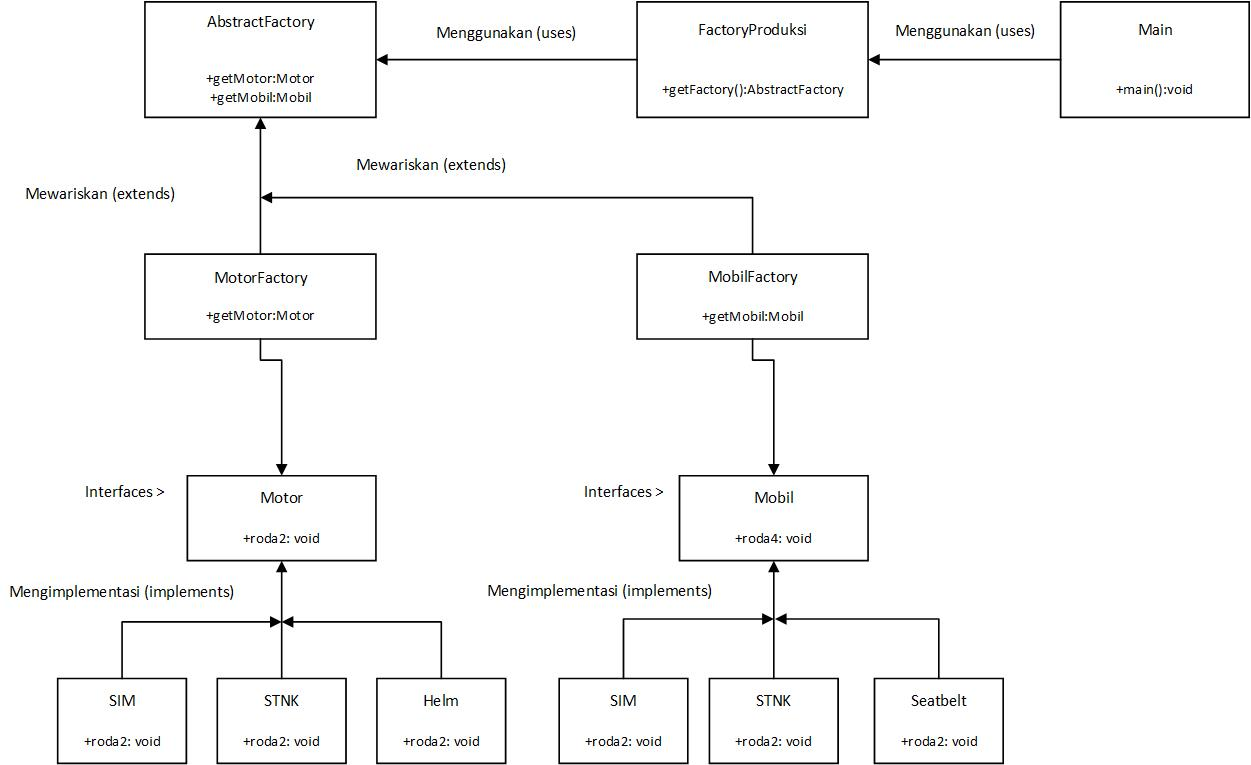 AbstractFactory
+getMotor:Motor
+getMobil:Mobil
Menggunakan (uses)
FactoryProduksi
+getFactory():AbstractFactory
Menggunakan (uses)
Main
+main():void
Mewariskan (extends)
Mewariskan (extends)
MotorFactory
+getMotor:Motor
MobilFactory
+getMobil:Mobil
Interfaces >
Motor
+roda2: void
Interfaces >
Mobil
+roda4: void
Mengimplementasi (implements)
Mengimplementasi (implements)
SIM
+roda2: void
STNK
+roda2: void
Helm
+roda2: void
SIM
+roda2: void
STNK
+roda2: void
Seatbelt
+roda2: void